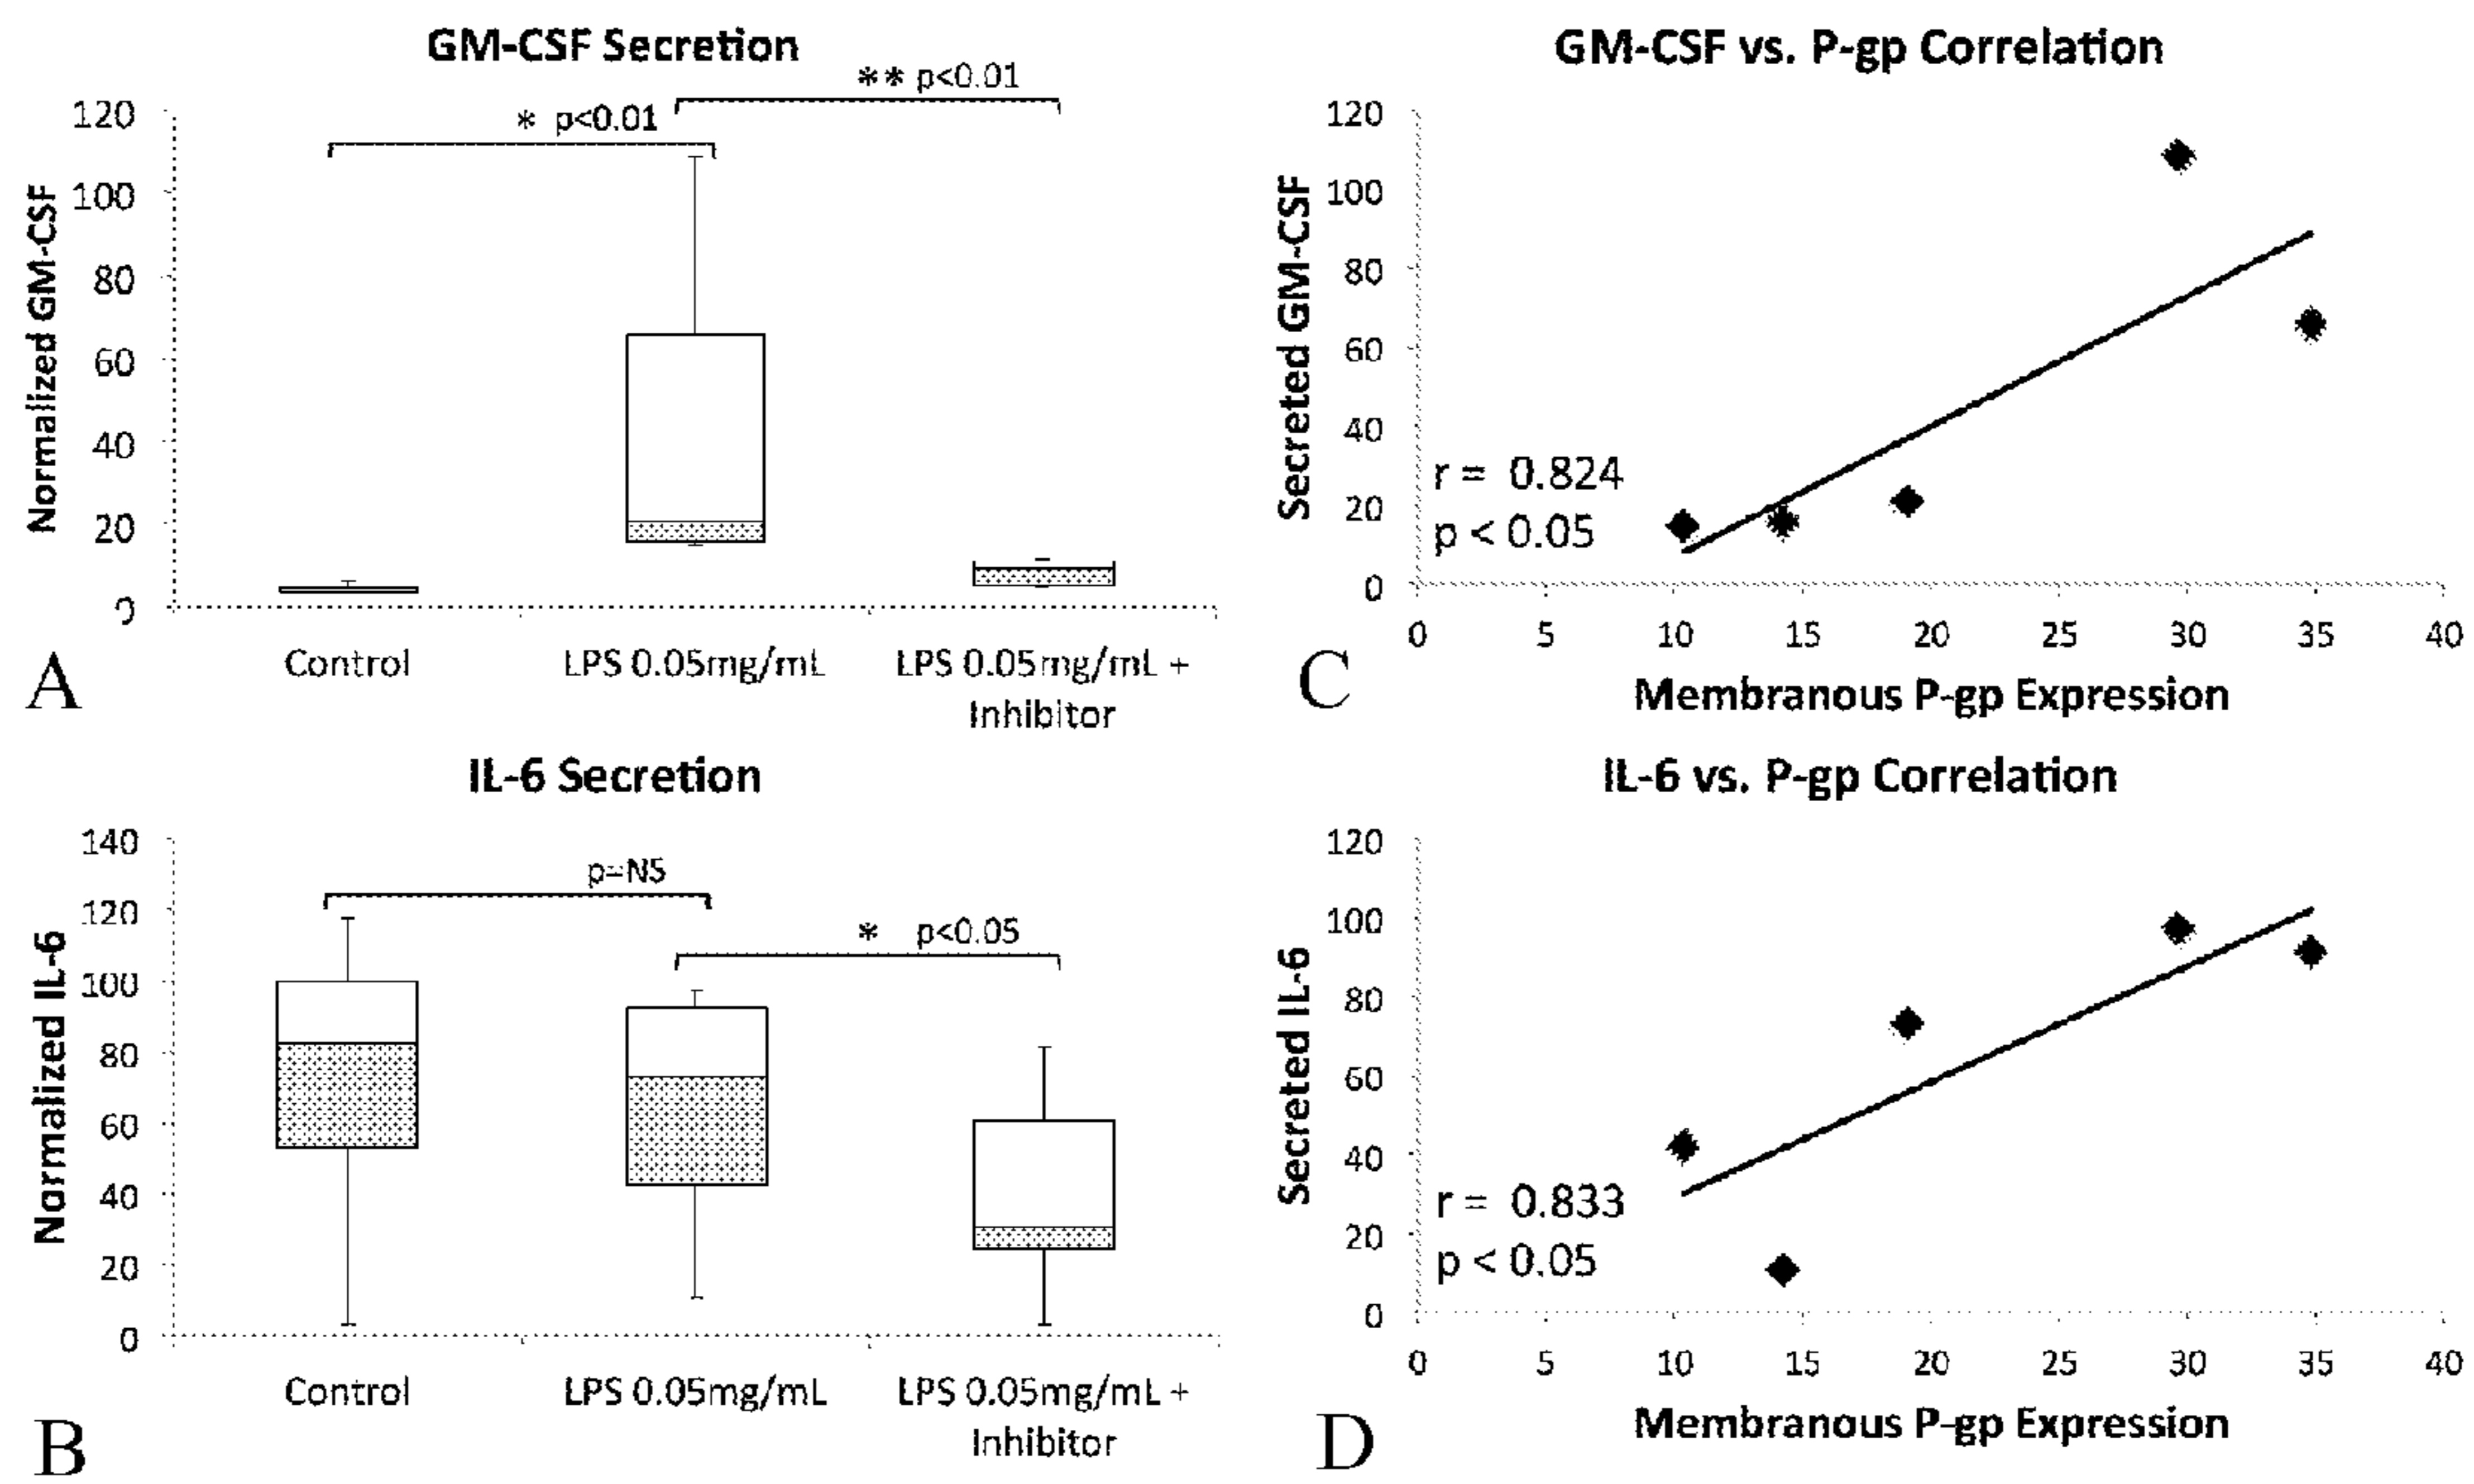 GM-CSF Secretion
** p<0.01
* p<0.01
120
100
80
60
40
20
0
Normalized GM-CSF
Control
LPS 0.05mg/mL
LPS 0.05mg/mL +
Inhibitor
A
GM-CSF vs. P-gp Correlation
120
100
80
60
40
20
0
Secreted GM-CSF
r = 0.824
p < 0.05
0 5 10 15 20 25 30 35 40
Membranous P-gp Expression
C
IL-6 Secretion
p=NS
* p<0.05
140
120
100
80
60
40
20
0
Normalized IL-6
Control
LPS 0.05mg/mL
LPS 0.05mg/mL +
Inhibitor
B
IL-6 vs. P-gp Correlation
120
100
80
60
40
20
0
Secreted IL-6
r = 0.833
p < 0.05
0 5 10 15 20 25 30 35 40
Membranous P-gp Expression
D